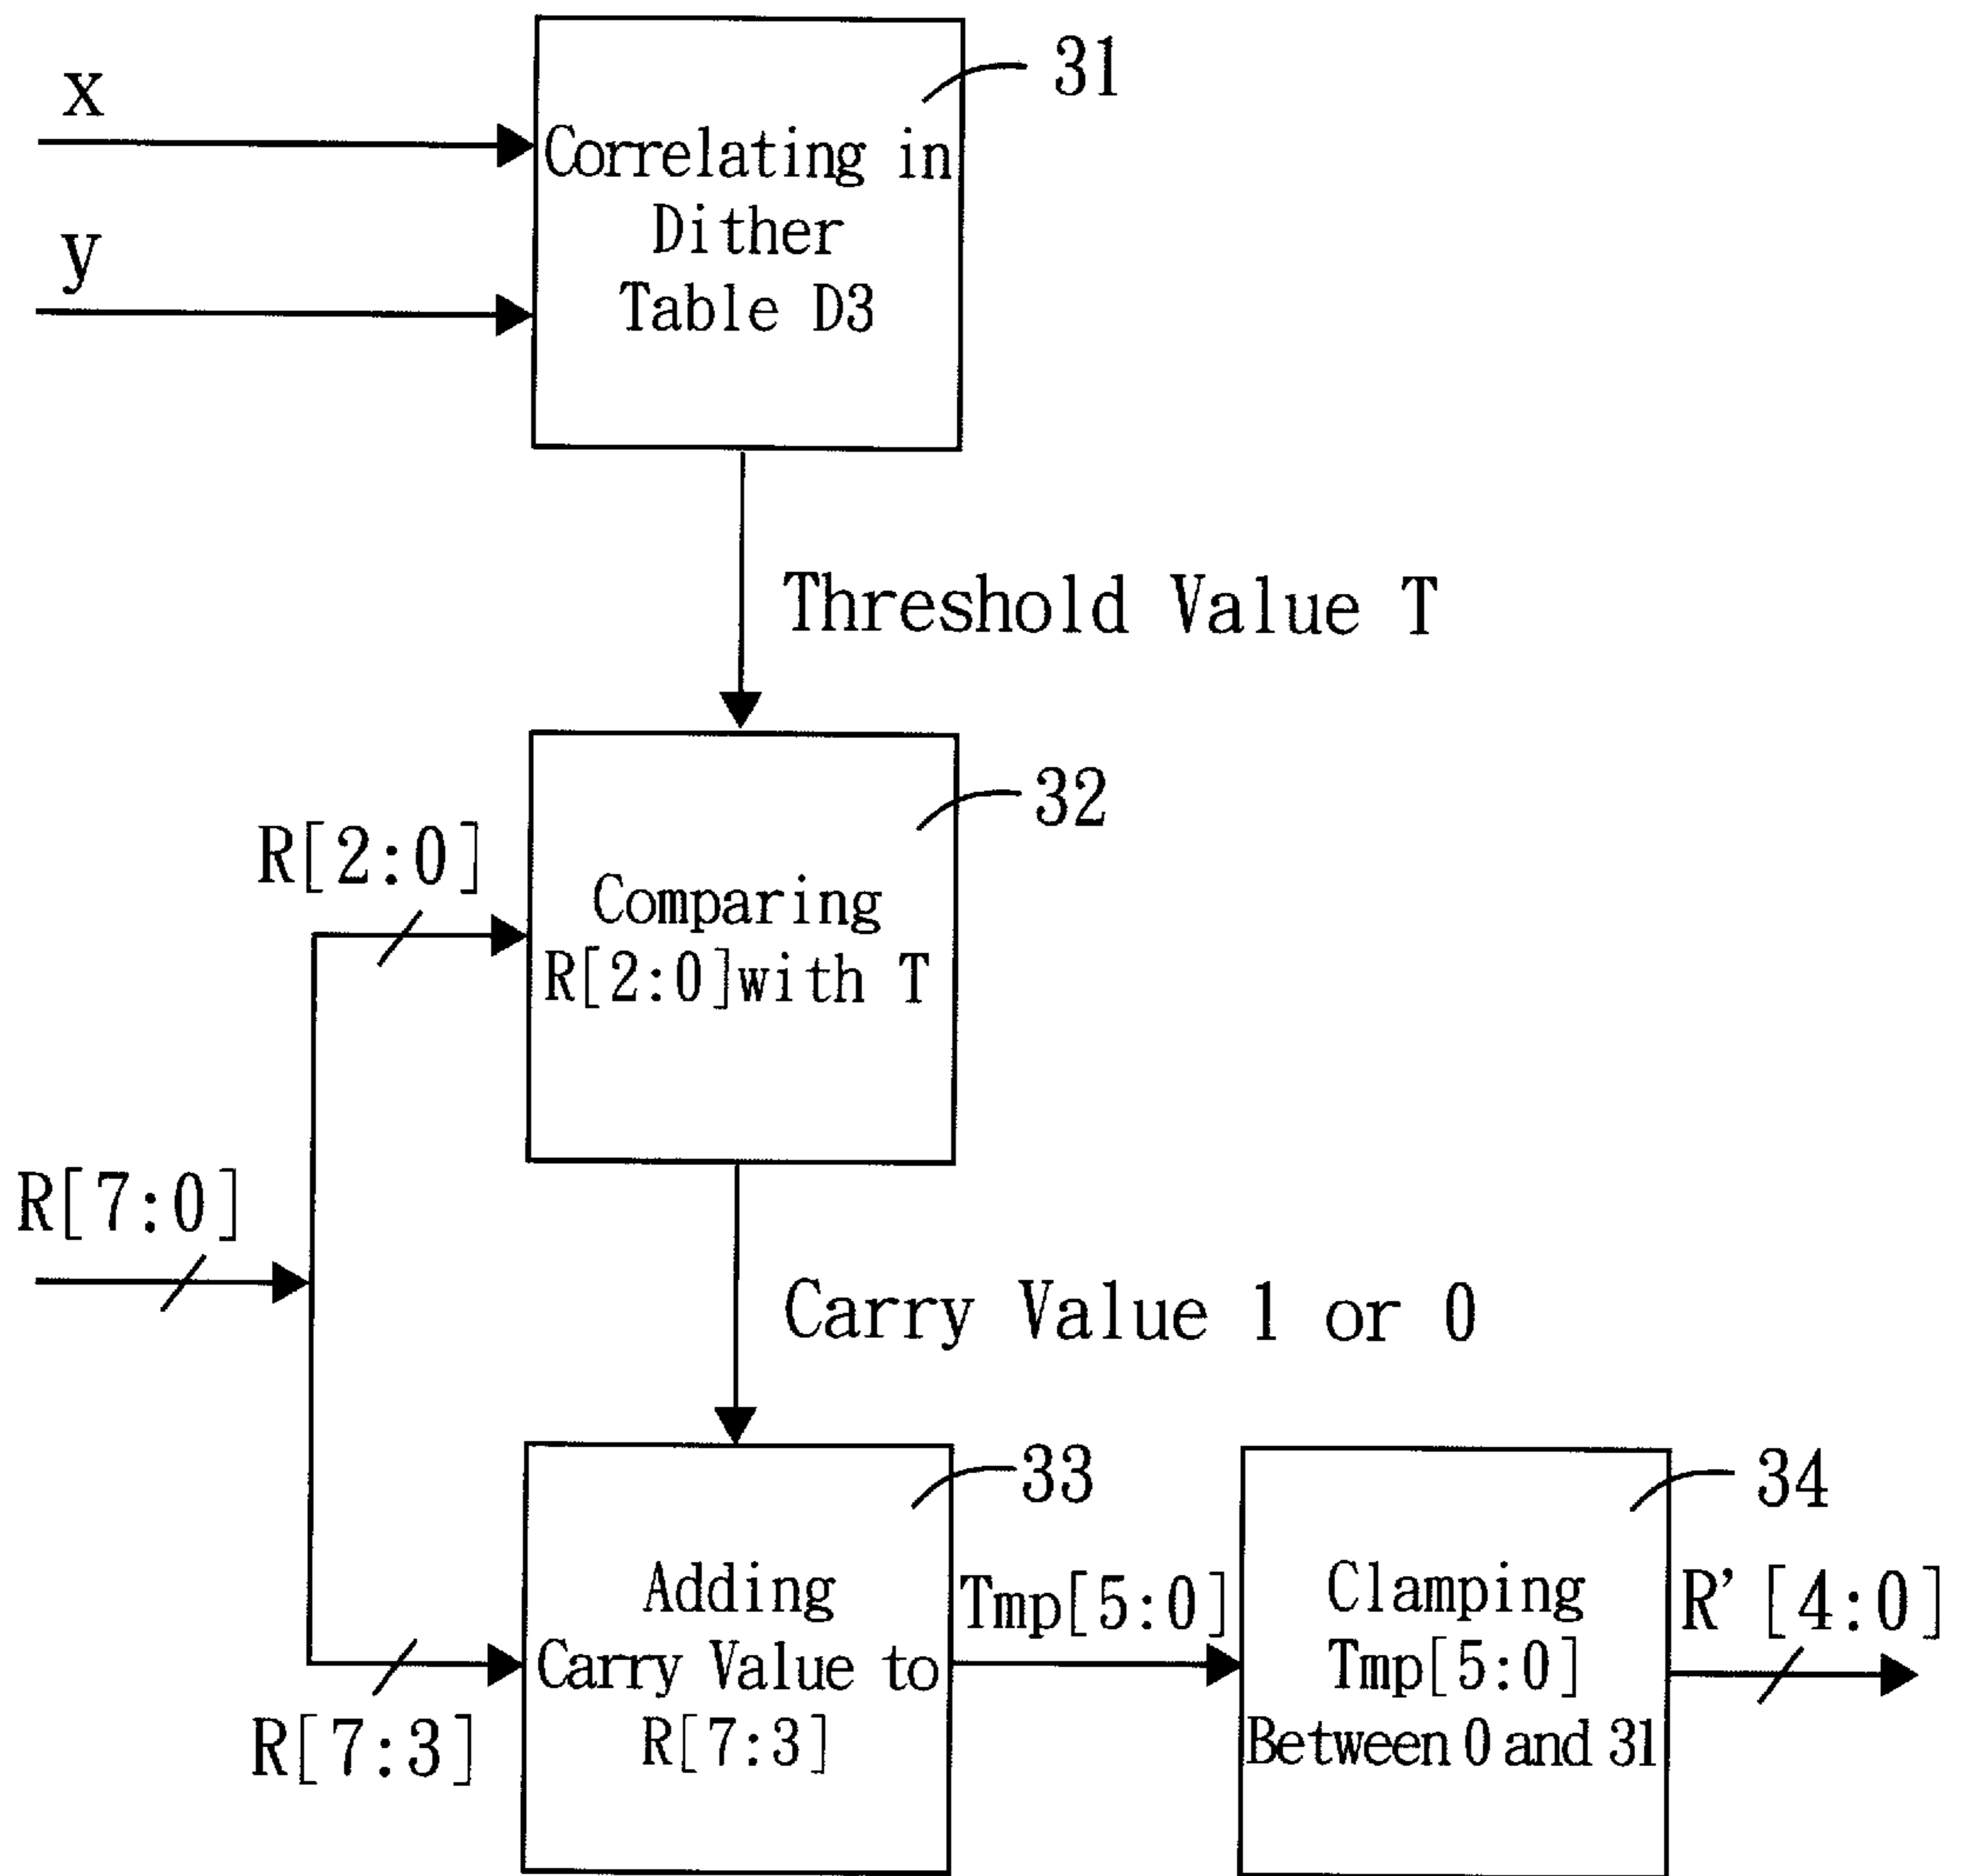 x
31
Correlating in
Dither
Table D3
y
Threshold Value T
32
R[2:0]
Comparing
R[2:0]with T
R[7:0]
Carry Value 1 or 0
33
34
Adding
Carry Value to
R[7:3]
Tmp[5:0]
Clamping
Tmp[5:0]
Between 0 and 31
R'[4:0]
R[7:3]